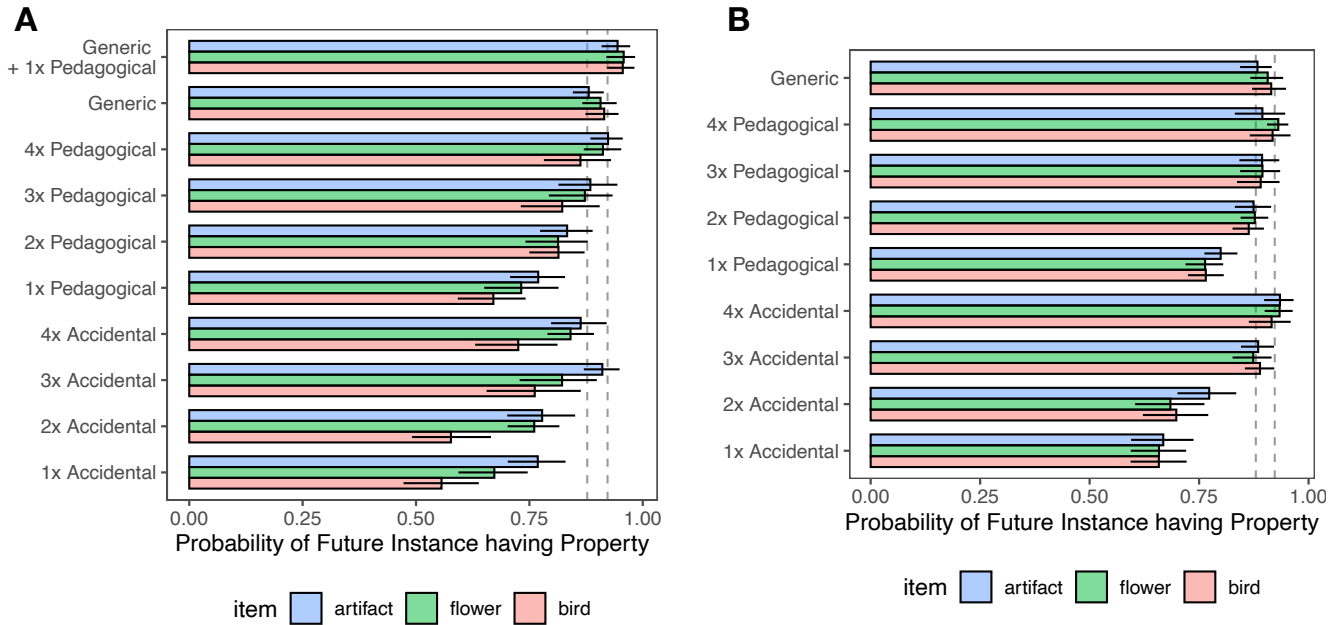 A
Generic
+ 1x Pedagogical
Generic
4x Pedagogical
3x Pedagogical
2x Pedagogical
1x Pedagogical
4x Accidental
3x Accidental
2x Accidental
1x Accidental
0.00 0.25 0.50 0.75 1.00
Probability of Future Instance having Property
item artifact flower bird
B
Generic
4x Pedagogical
3x Pedagogical
2x Pedagogical
1x Pedagogical
4x Accidental
3x Accidental
2x Accidental
1x Accidental
0.00 0.25 0.50 0.75 1.00
Probability of Future Instance having Property
item artifact flower bird